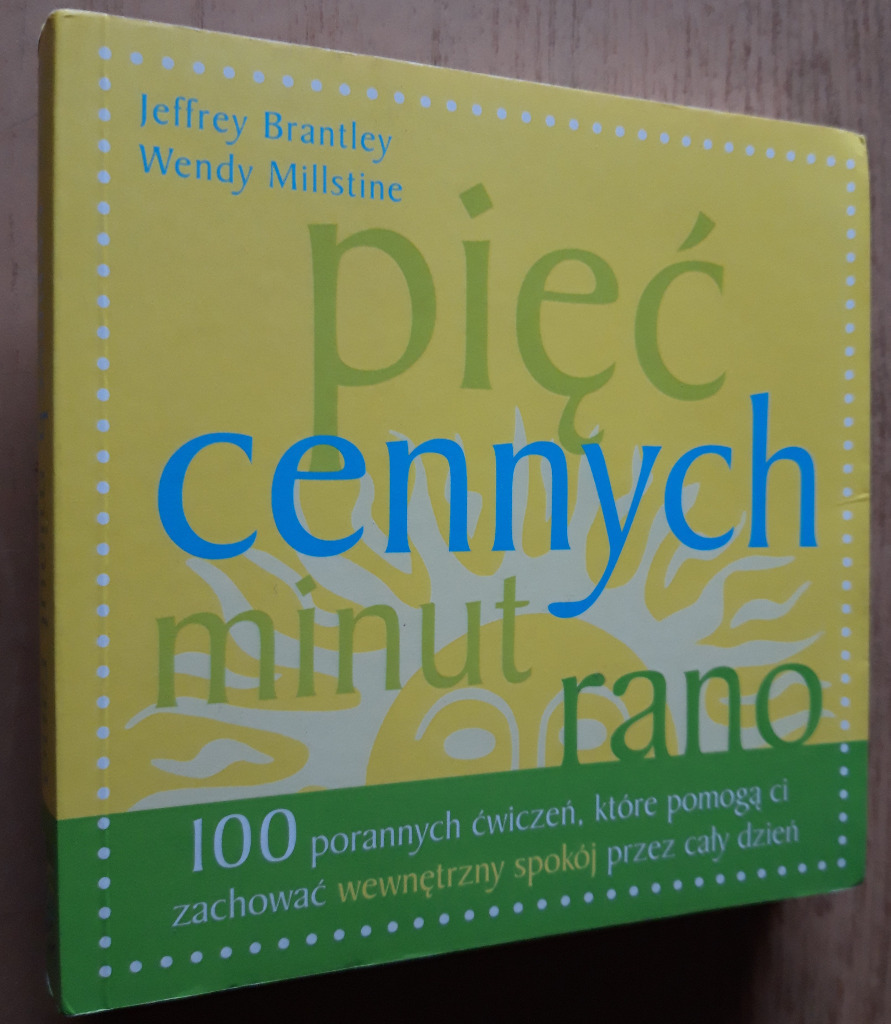 Jeffrey Brantley
Wendy Millstine
pięć
cennych
minut
rano
100 porannych ćwiczeń, które pomogą ci
zachować wewnętrzny spokój przez cały dzień